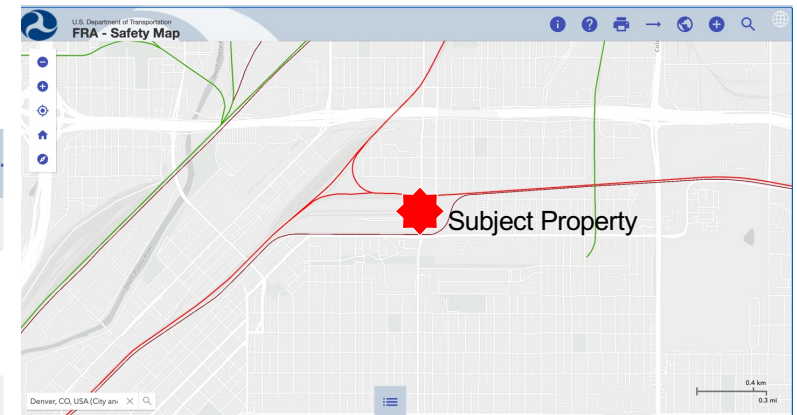 U.S. Department of Transportation
FRA - Safety Map
Subject Property
Denver, CO, USA (City an
0.4 km
0.3 mi